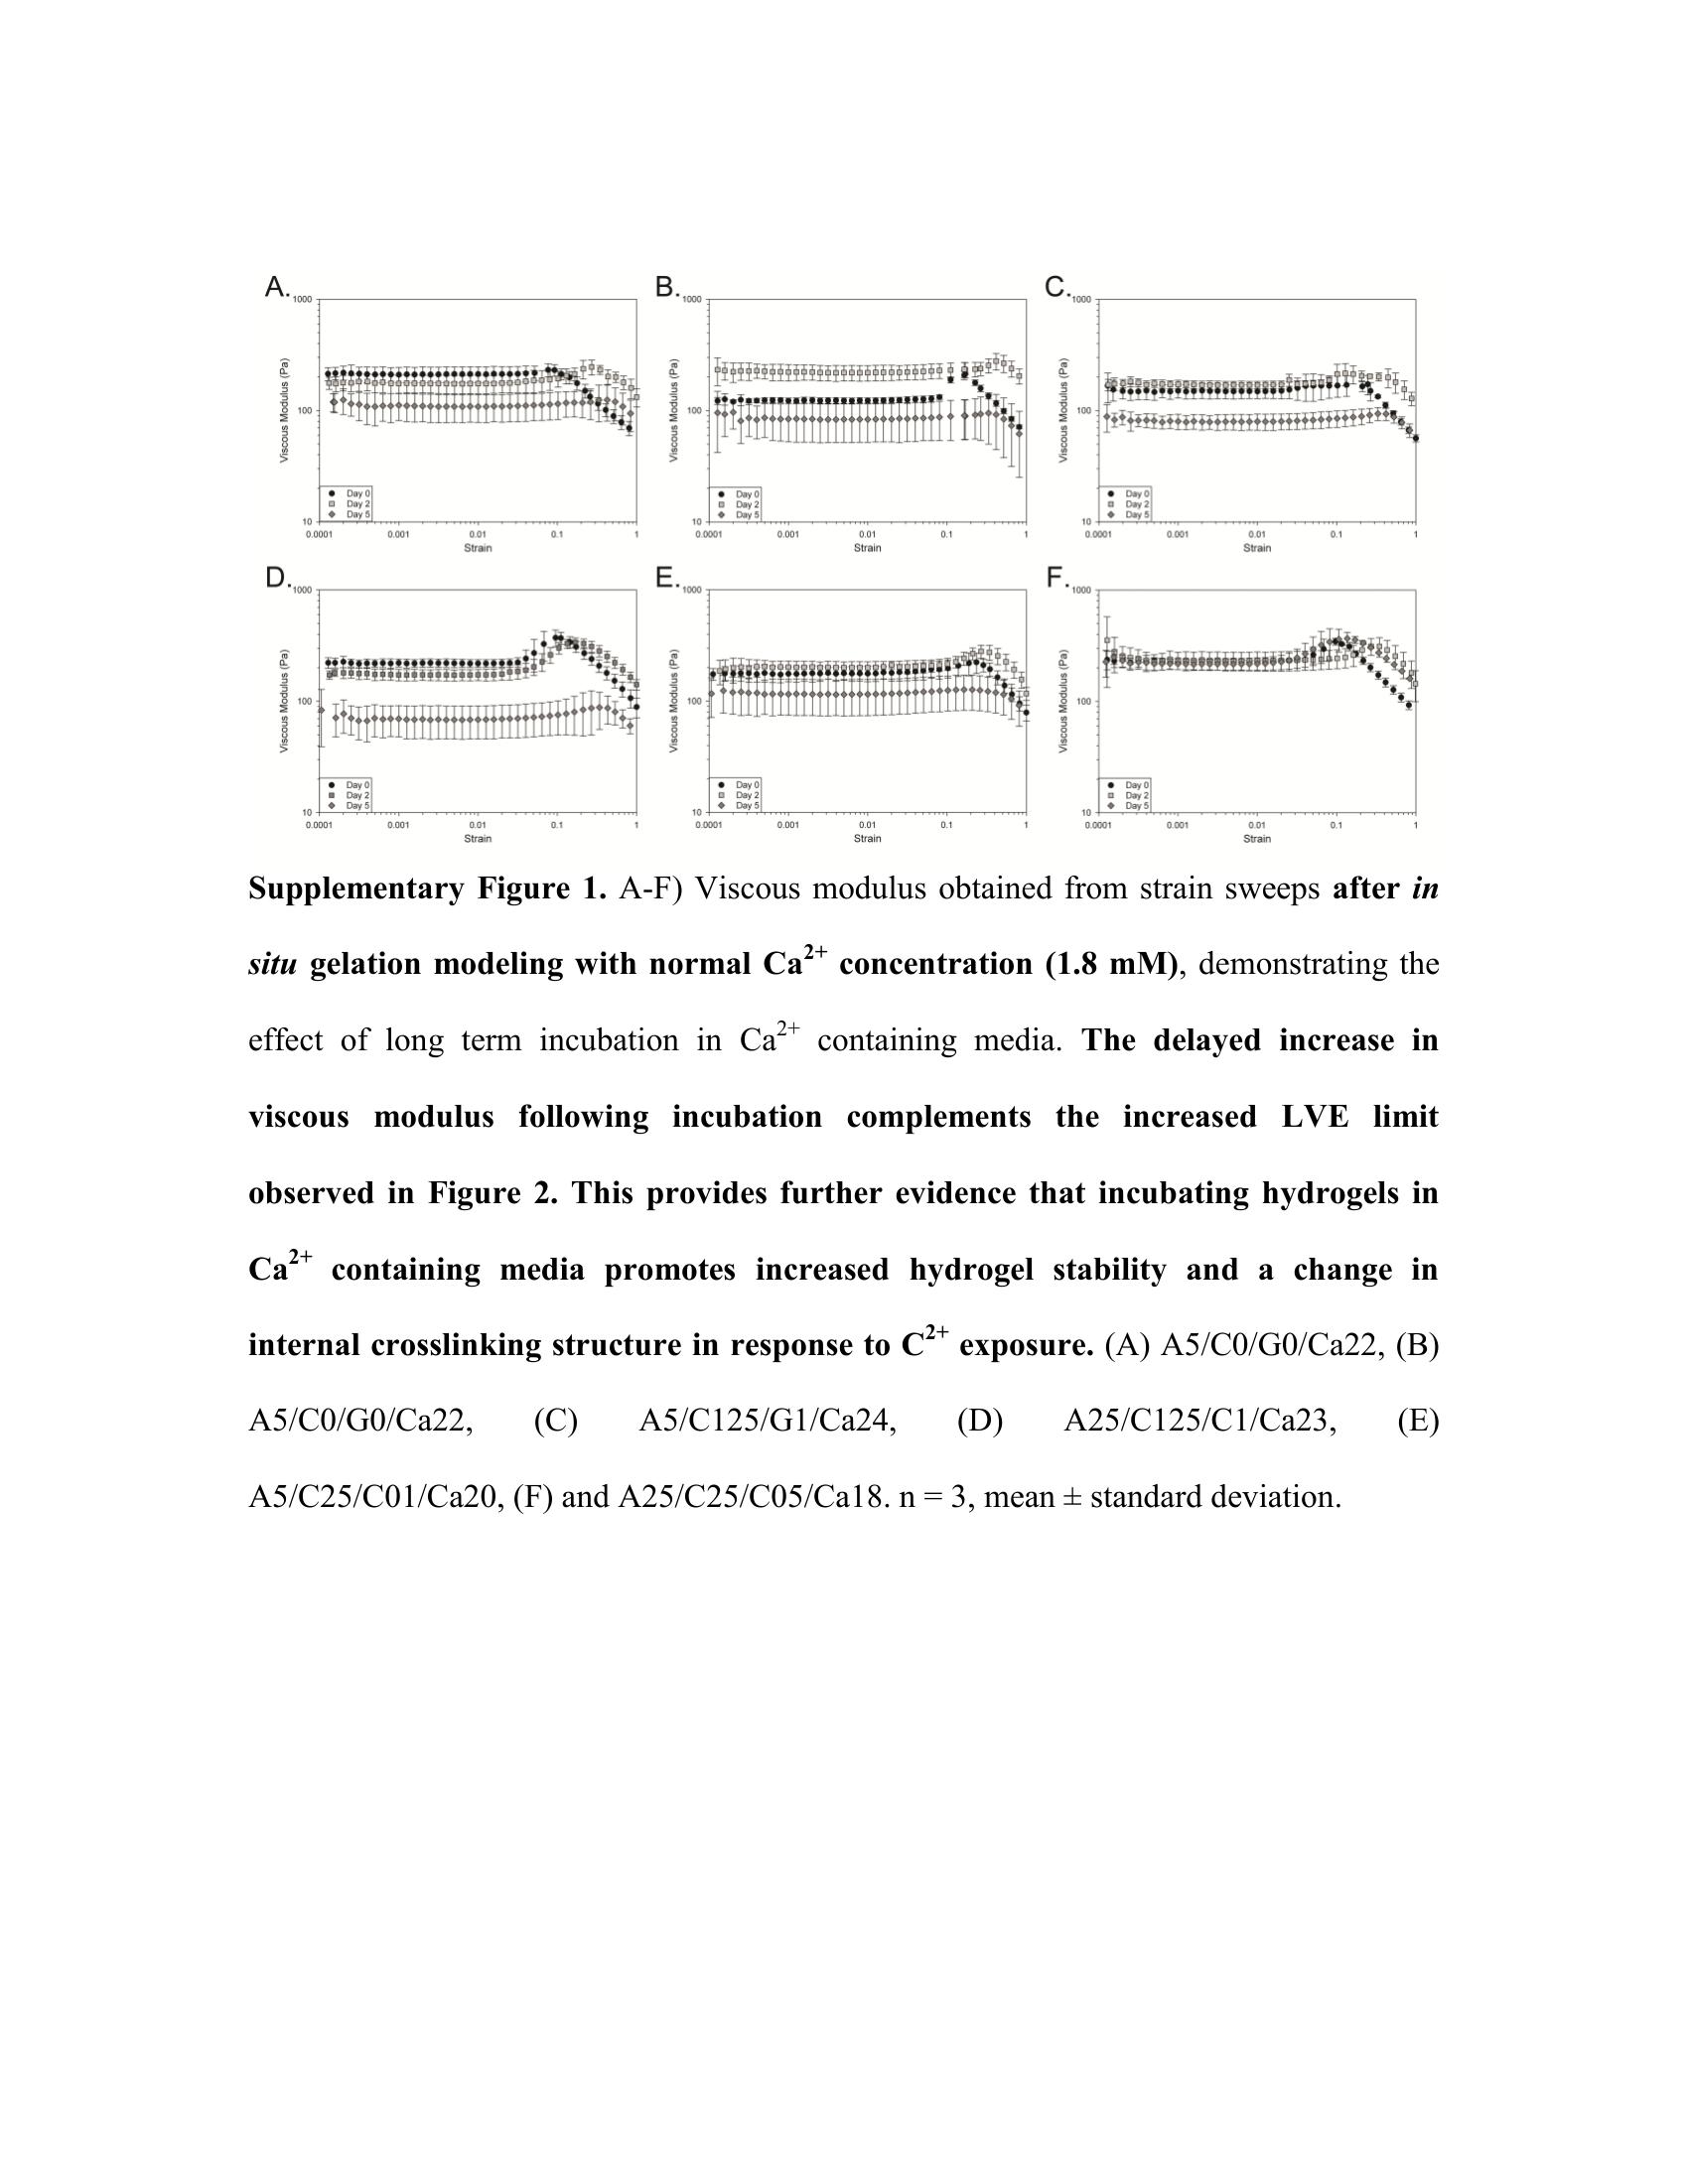 A. B. C.
1000 1000 1000
Viscous Modulus (Pa) Viscous Modulus (Pa) Viscous Modulus (Pa)
100 100 100
Day 0 Day 0 Day 0
Day 2 Day 2 Day 2
Day 5 Day 5 Day 5
10 10 10
0.0001 0.001 0.01 0.1 1 0.0001 0.001 0.01 0.1 1 0.0001 0.001 0.01 0.1 1
Strain Strain Strain
D. E. F.
1000 1000 1000
Viscous Modulus (Pa) Viscous Modulus (Pa) Viscous Modulus (Pa)
100 100 100
Day 0 Day 0 Day 0
Day 2 Day 2 Day 2
Day 5 Day 5 Day 5
10 10 10
0.0001 0.001 0.01 0.1 1 0.0001 0.001 0.01 0.1 1 0.0001 0.001 0.01 0.1 1
Strain Strain Strain
Supplementary Figure 1. A-F) Viscous modulus obtained from strain sweeps after in
situ gelation modeling with normal Ca²⁺ concentration (1.8 mM), demonstrating the
effect of long term incubation in Ca²⁺ containing media. The delayed increase in
viscous modulus following incubation complements the increased LVE limit
observed in Figure 2. This provides further evidence that incubating hydrogels in
Ca²⁺ containing media promotes increased hydrogel stability and a change in
internal crosslinking structure in response to C²⁺ exposure. (A) A5/C0/G0/Ca22, (B)
A5/C0/G0/Ca22, (C) A5/C125/G1/Ca24, (D) A25/C125/C1/Ca23, (E)
A5/C25/C01/Ca20, (F) and A25/C25/C05/Ca18. n = 3, mean ± standard deviation.